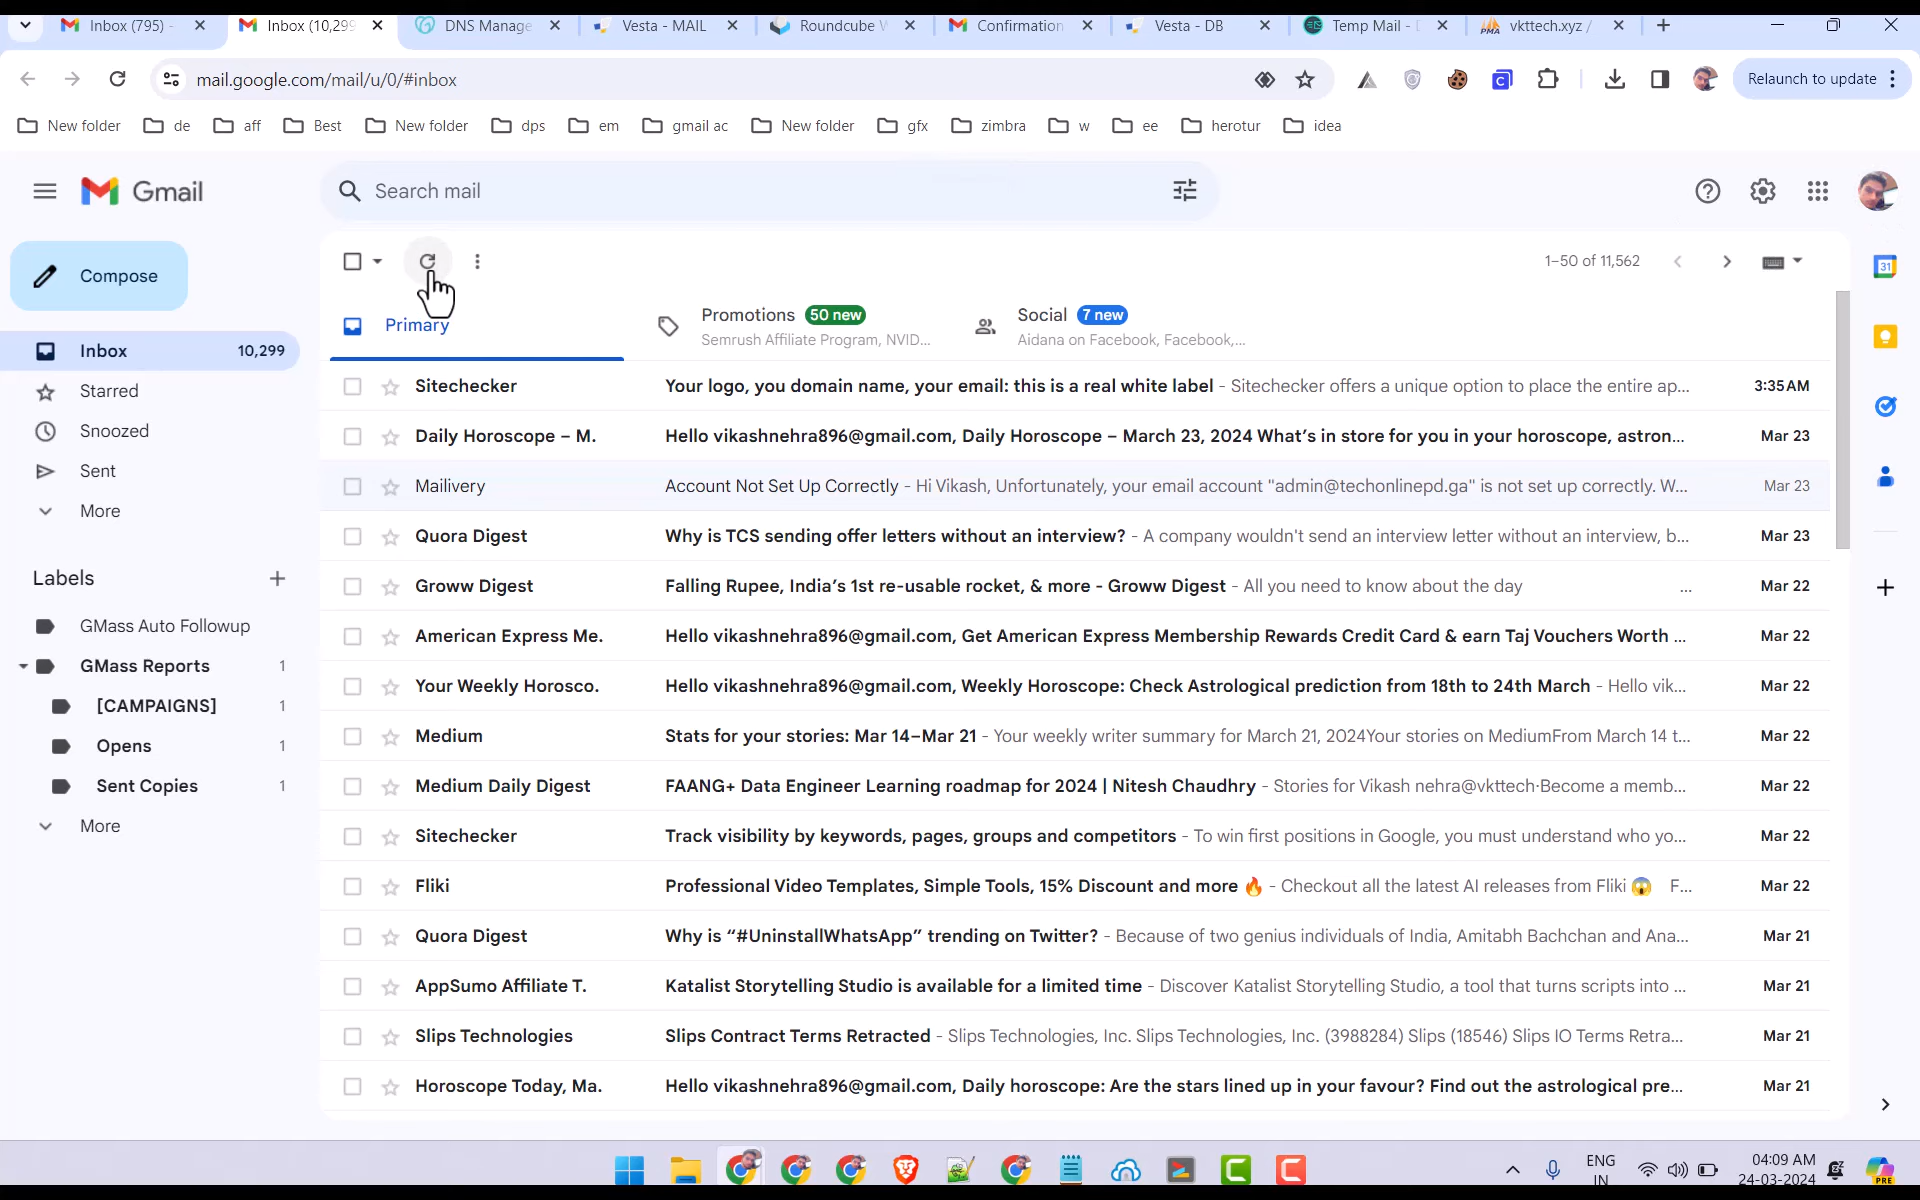 Inbox (795) -
Inbox (10,299
DNS Manage
Vesta - MAIL
Roundcube W
Confirmation
Vesta - DB
Temp Mail - D
PMA
vkttech.xyz /
mail.google.com/mail/u/0/#inbox
Relaunch to update
New folder
de
aff
Best
New folder
dps
em
gmail ac
New folder
gfx
zimbra
w
ee
herotur
idea
Gmail
Search mail
Compose
1–50 of 11,562
Primary
Promotions 50 new
Semrush Affiliate Program, NVID...
Social 7 new
Aidana on Facebook, Facebook,...
Inbox 10,299
Starred
Snoozed
Sent
More
Labels
GMass Auto Followup
GMass Reports 1
[CAMPAIGNS] 1
Opens 1
Sent Copies 1
More
Sitechecker Your logo, you domain name, your email: this is a real white label - Sitechecker offers a unique option to place the entire ap... 3:35 AM
Daily Horoscope – M. Hello vikashnehra896@gmail.com, Daily Horoscope – March 23, 2024 What's in store for you in your horoscope, astron... Mar 23
Mailivery Account Not Set Up Correctly - Hi Vikash, Unfortunately, your email account "admin@techonlinepd.ga" is not set up correctly. W... Mar 23
Quora Digest Why is TCS sending offer letters without an interview? - A company wouldn't send an interview letter without an interview, b... Mar 23
Groww Digest Falling Rupee, India's 1st re-usable rocket, & more - Groww Digest - All you need to know about the day ... Mar 22
American Express Me. Hello vikashnehra896@gmail.com, Get American Express Membership Rewards Credit Card & earn Taj Vouchers Worth ... Mar 22
Your Weekly Horosco. Hello vikashnehra896@gmail.com, Weekly Horoscope: Check Astrological prediction from 18th to 24th March - Hello vik... Mar 22
Medium Stats for your stories: Mar 14–Mar 21 - Your weekly writer summary for March 21, 2024Your stories on MediumFrom March 14 t... Mar 22
Medium Daily Digest FAANG+ Data Engineer Learning roadmap for 2024 | Nitesh Chaudhry - Stories for Vikash nehra@vkttech·Become a memb... Mar 22
Sitechecker Track visibility by keywords, pages, groups and competitors - To win first positions in Google, you must understand who yo... Mar 22
Fliki Professional Video Templates, Simple Tools, 15% Discount and more 🔥 - Checkout all the latest AI releases from Fliki 😱 F... Mar 22
Quora Digest Why is “#UninstallWhatsApp” trending on Twitter? - Because of two genius individuals of India, Amitabh Bachchan and Ana... Mar 21
AppSumo Affiliate T. Katalist Storytelling Studio is available for a limited time - Discover Katalist Storytelling Studio, a tool that turns scripts into ... Mar 21
Slips Technologies Slips Contract Terms Retracted - Slips Technologies, Inc. Slips Technologies, Inc. (3988284) Slips (18546) Slips IO Terms Retra... Mar 21
Horoscope Today, Ma. Hello vikashnehra896@gmail.com, Daily horoscope: Are the stars lined up in your favour? Find out the astrological pre... Mar 21
31
ENG
IN
04:09 AM
24-03-2024
PRE